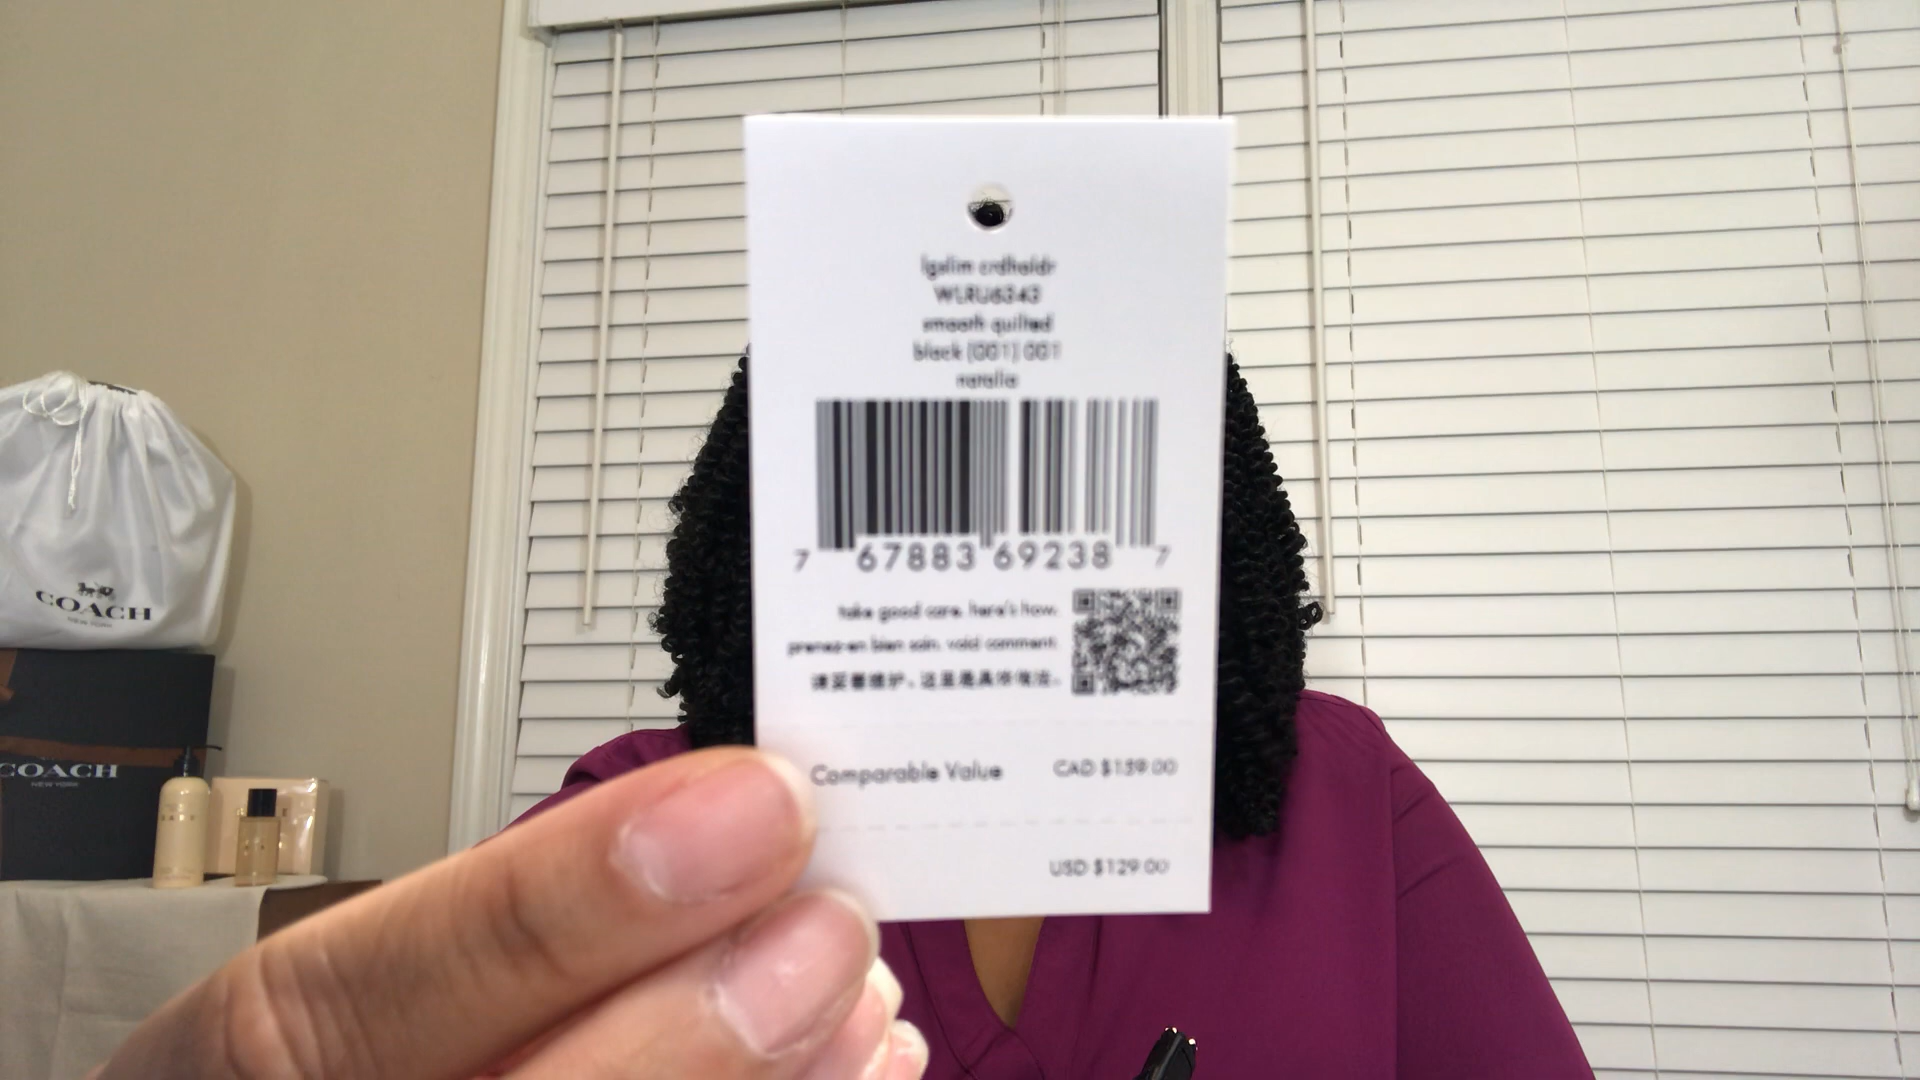 lgslim crdholdr
WLRU6343
smooth quilted
black (001) 001
natalia
7 67883 69238 7
take good care. here's how.
prenez-en bien soin. voici comment.
Comparable Value CAD $159.00
USD $129.00
COACH
NEW YORK
COACH
NEW YORK